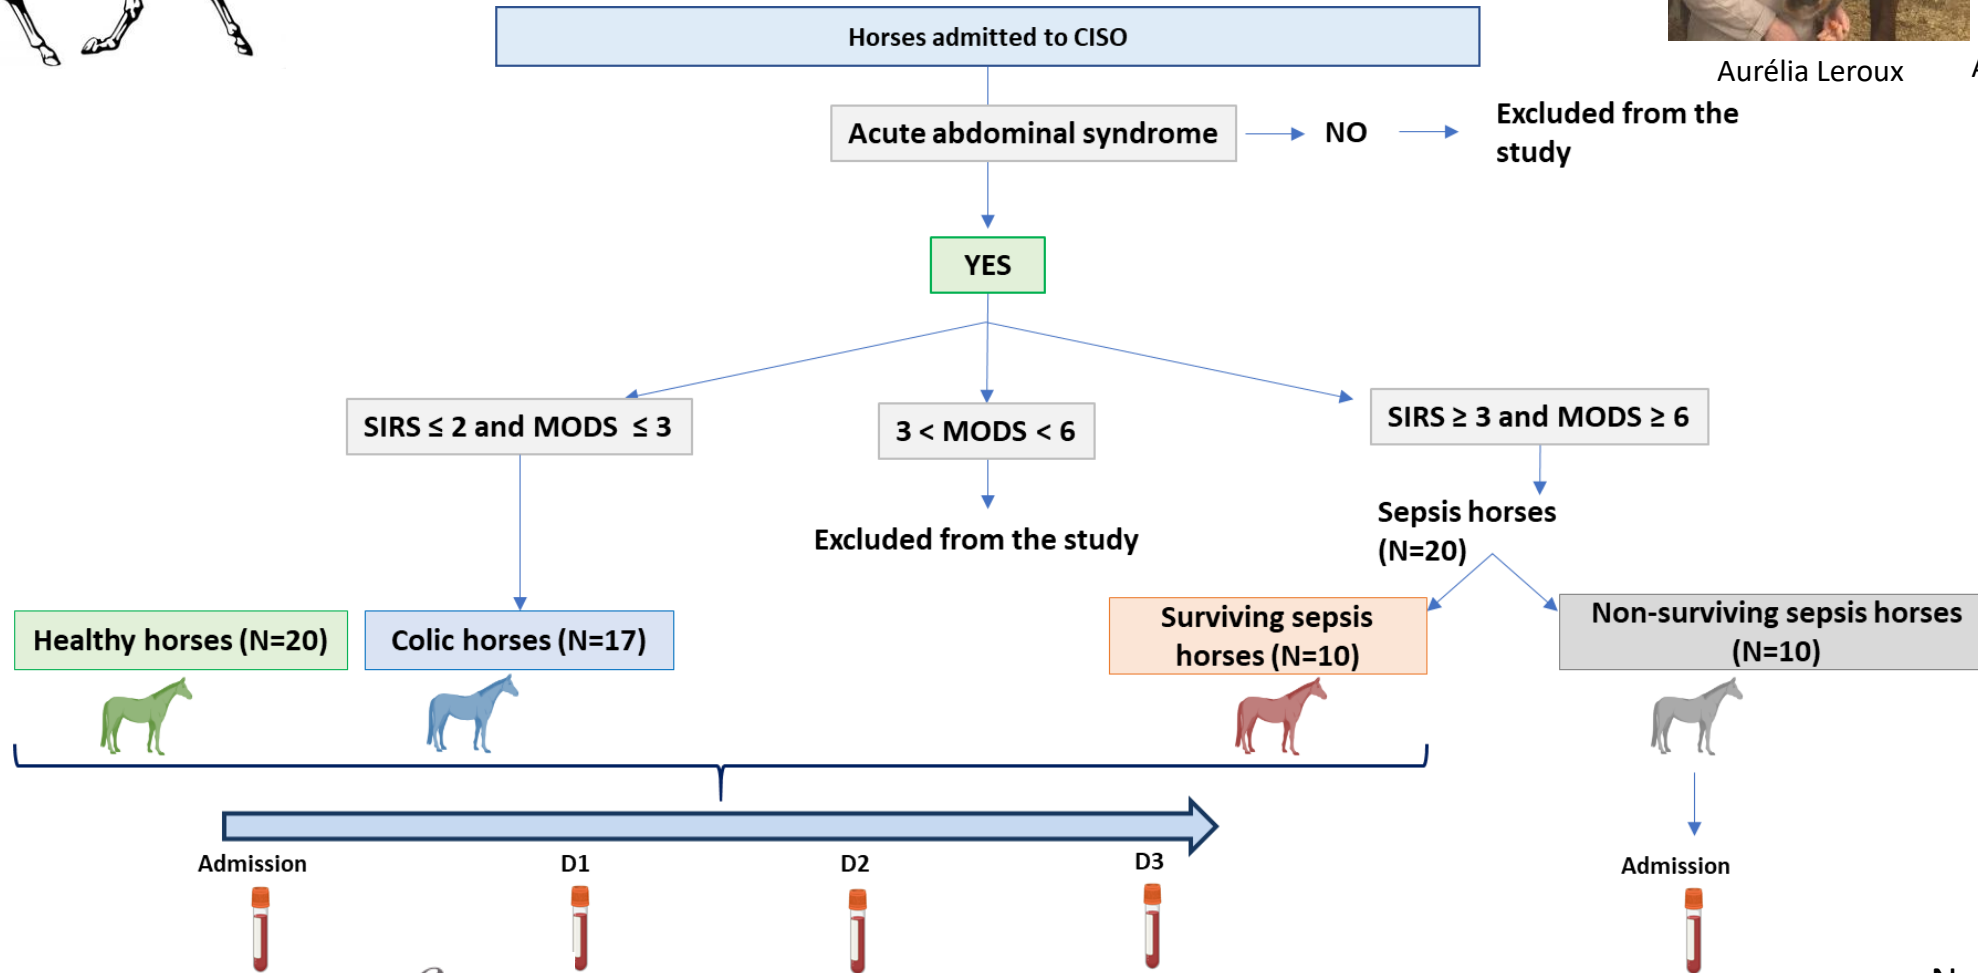 Horses admitted to CISO
Aurélia Leroux
Acute abdominal syndrome
NO
Excluded from the
study
YES
SIRS ≤ 2 and MODS ≤ 3
3 < MODS < 6
SIRS ≥ 3 and MODS ≥ 6
Excluded from the study
Sepsis horses
(N=20)
Healthy horses (N=20)
Colic horses (N=17)
Surviving sepsis
horses (N=10)
Non-surviving sepsis horses
(N=10)
Admission
D1
D2
D3
Admission